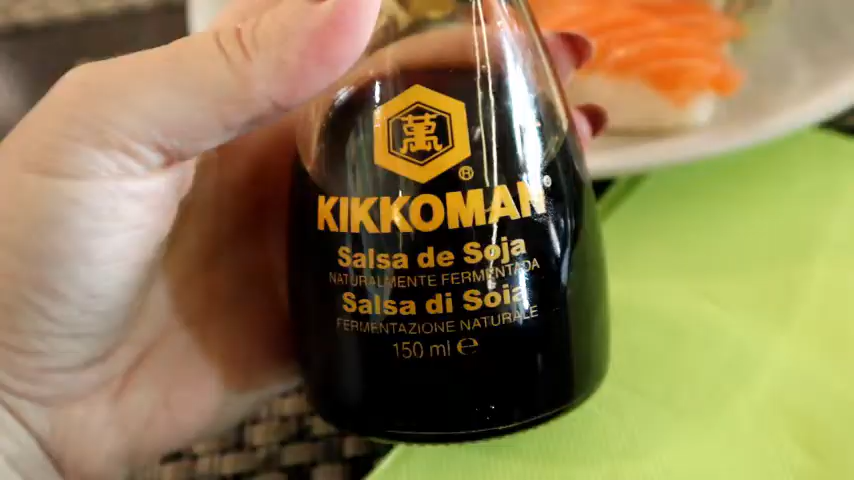 萬
®
KIKKOMAN®
Salsa de Soja
NATURALMENTE FERMENTADA
Salsa di Soia
FERMENTAZIONE NATURALE
150 ml ℮